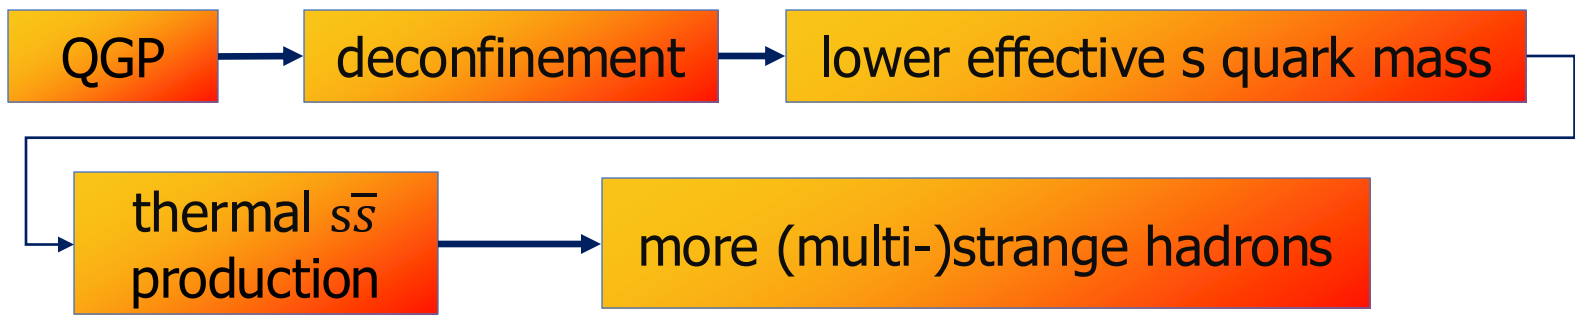 QGP
deconfinement
lower effective s quark mass
thermal ss̅
production
more (multi-)strange hadrons